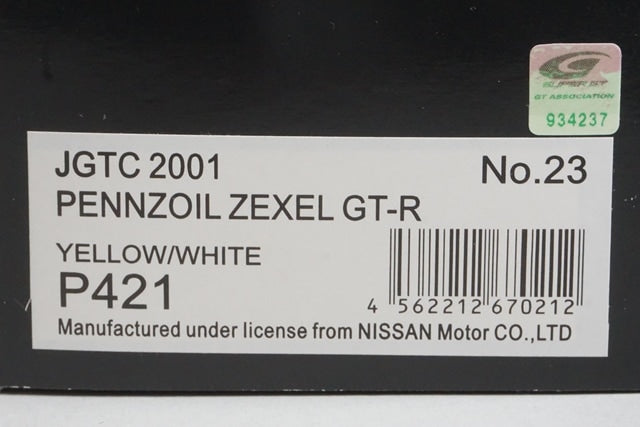 SUPER GT
GT ASSOCIATION
934237
JGTC 2001
No.23
PENNZOIL ZEXEL GT-R
YELLOW/WHITE
P421
4 562212 670212
Manufactured under license from NISSAN Motor CO.,LTD